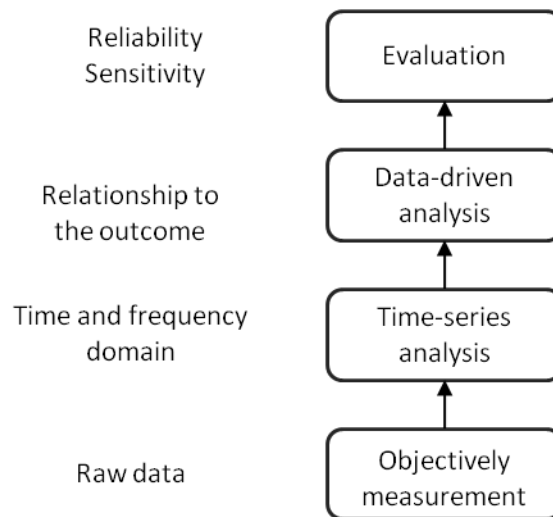 Reliability
Sensitivity
Evaluation
Relationship to
the outcome
Data-driven
analysis
Time and frequency
domain
Time-series
analysis
Raw data
Objectively
measurement